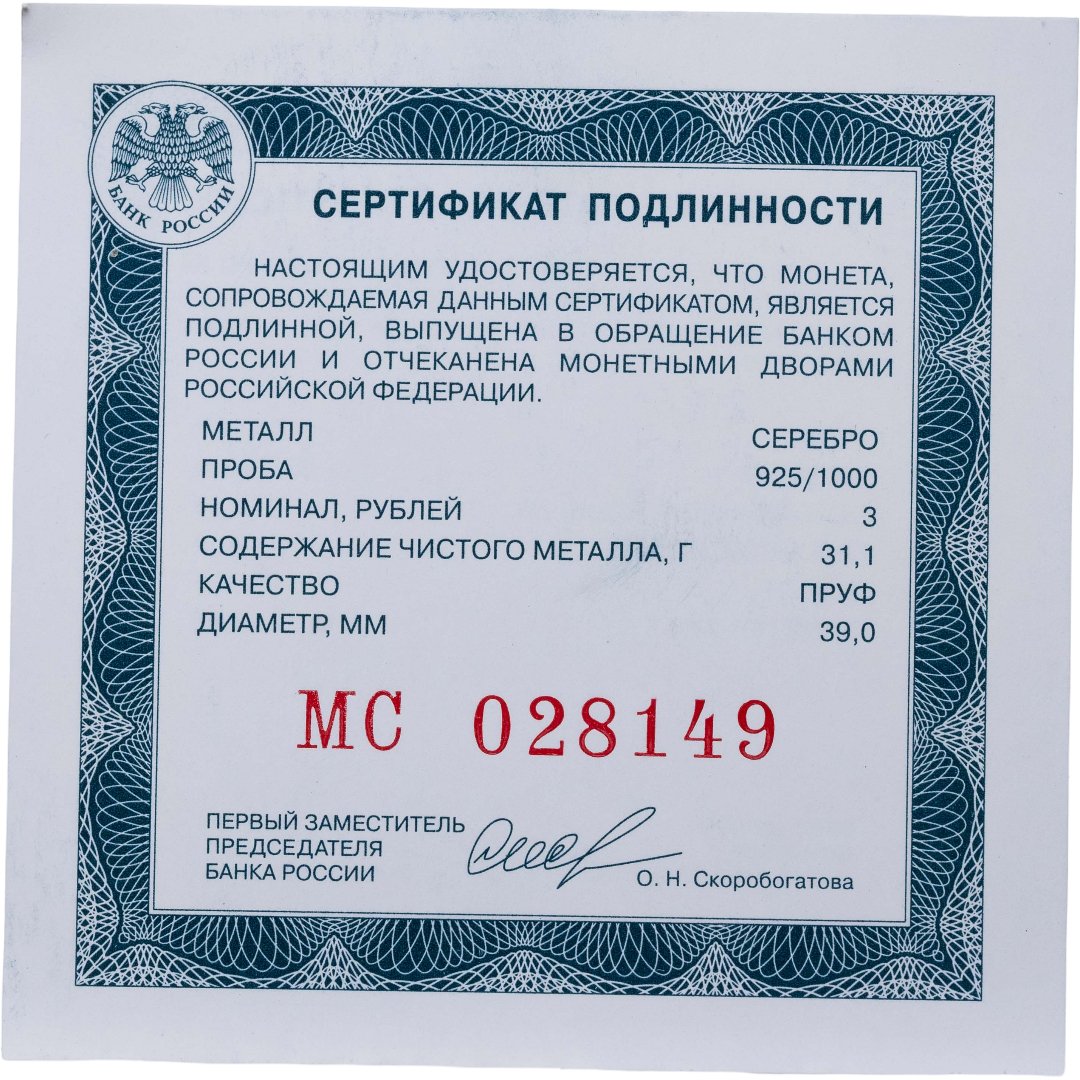 БАНК РОССИИ
СЕРТИФИКАТ ПОДЛИННОСТИ
НАСТОЯЩИМ УДОСТОВЕРЯЕТСЯ, ЧТО МОНЕТА,
СОПРОВОЖДАЕМАЯ ДАННЫМ СЕРТИФИКАТОМ, ЯВЛЯЕТСЯ
ПОДЛИННОЙ, ВЫПУЩЕНА В ОБРАЩЕНИЕ БАНКОМ
РОССИИ И ОТЧЕКАНЕНА МОНЕТНЫМИ ДВОРАМИ
РОССИЙСКОЙ ФЕДЕРАЦИИ.
МЕТАЛЛ СЕРЕБРО
ПРОБА 925/1000
НОМИНАЛ, РУБЛЕЙ 3
СОДЕРЖАНИЕ ЧИСТОГО МЕТАЛЛА, Г 31,1
КАЧЕСТВО ПРУФ
ДИАМЕТР, ММ 39,0
МС 028149
ПЕРВЫЙ ЗАМЕСТИТЕЛЬ
ПРЕДСЕДАТЕЛЯ
БАНКА РОССИИ
О. Н. Скоробогатова